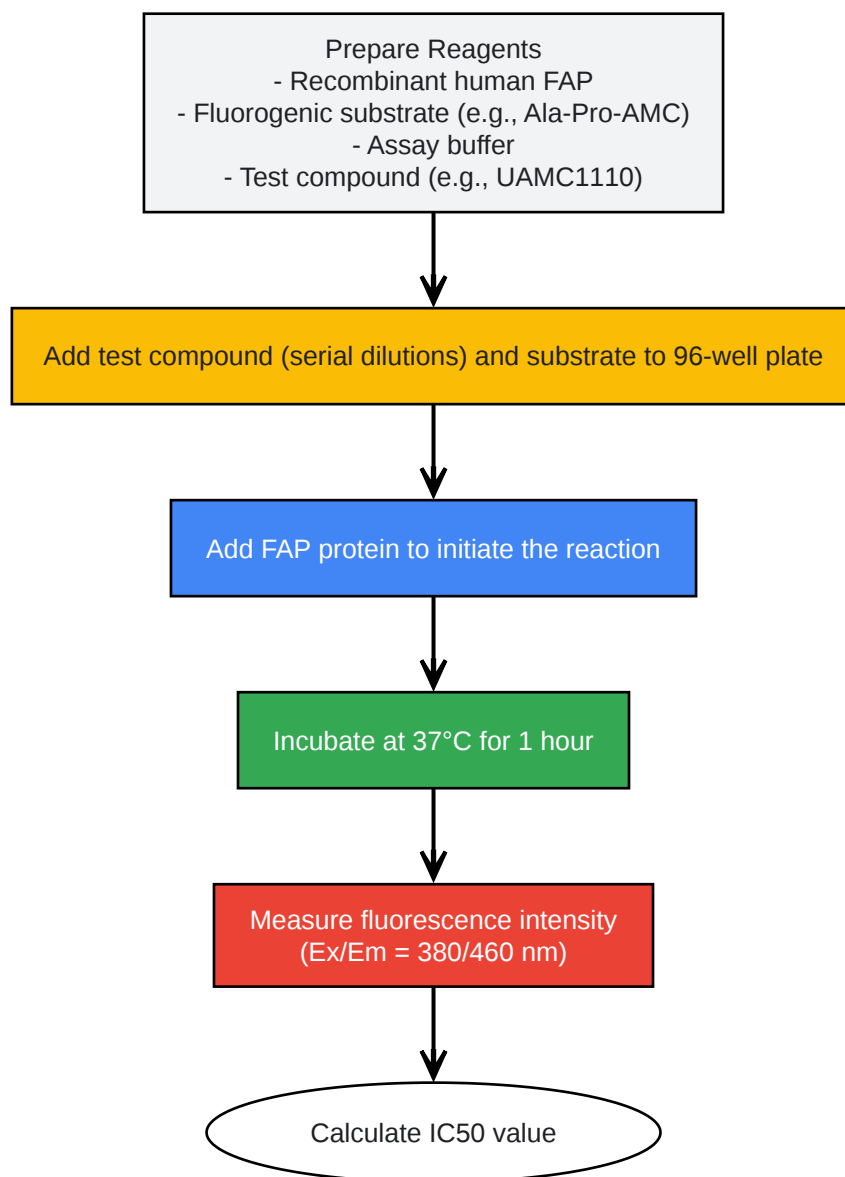 Prepare Reagents
- Recombinant human FAP
- Fluorogenic substrate (e.g., Ala-Pro-AMC)
- Assay buffer
- Test compound (e.g., UAMC1110)
Add test compound (serial dilutions) and substrate to 96-well plate
Add FAP protein to initiate the reaction
Incubate at 37°C for 1 hour
Measure fluorescence intensity
(Ex/Em = 380/460 nm)
Calculate IC50 value